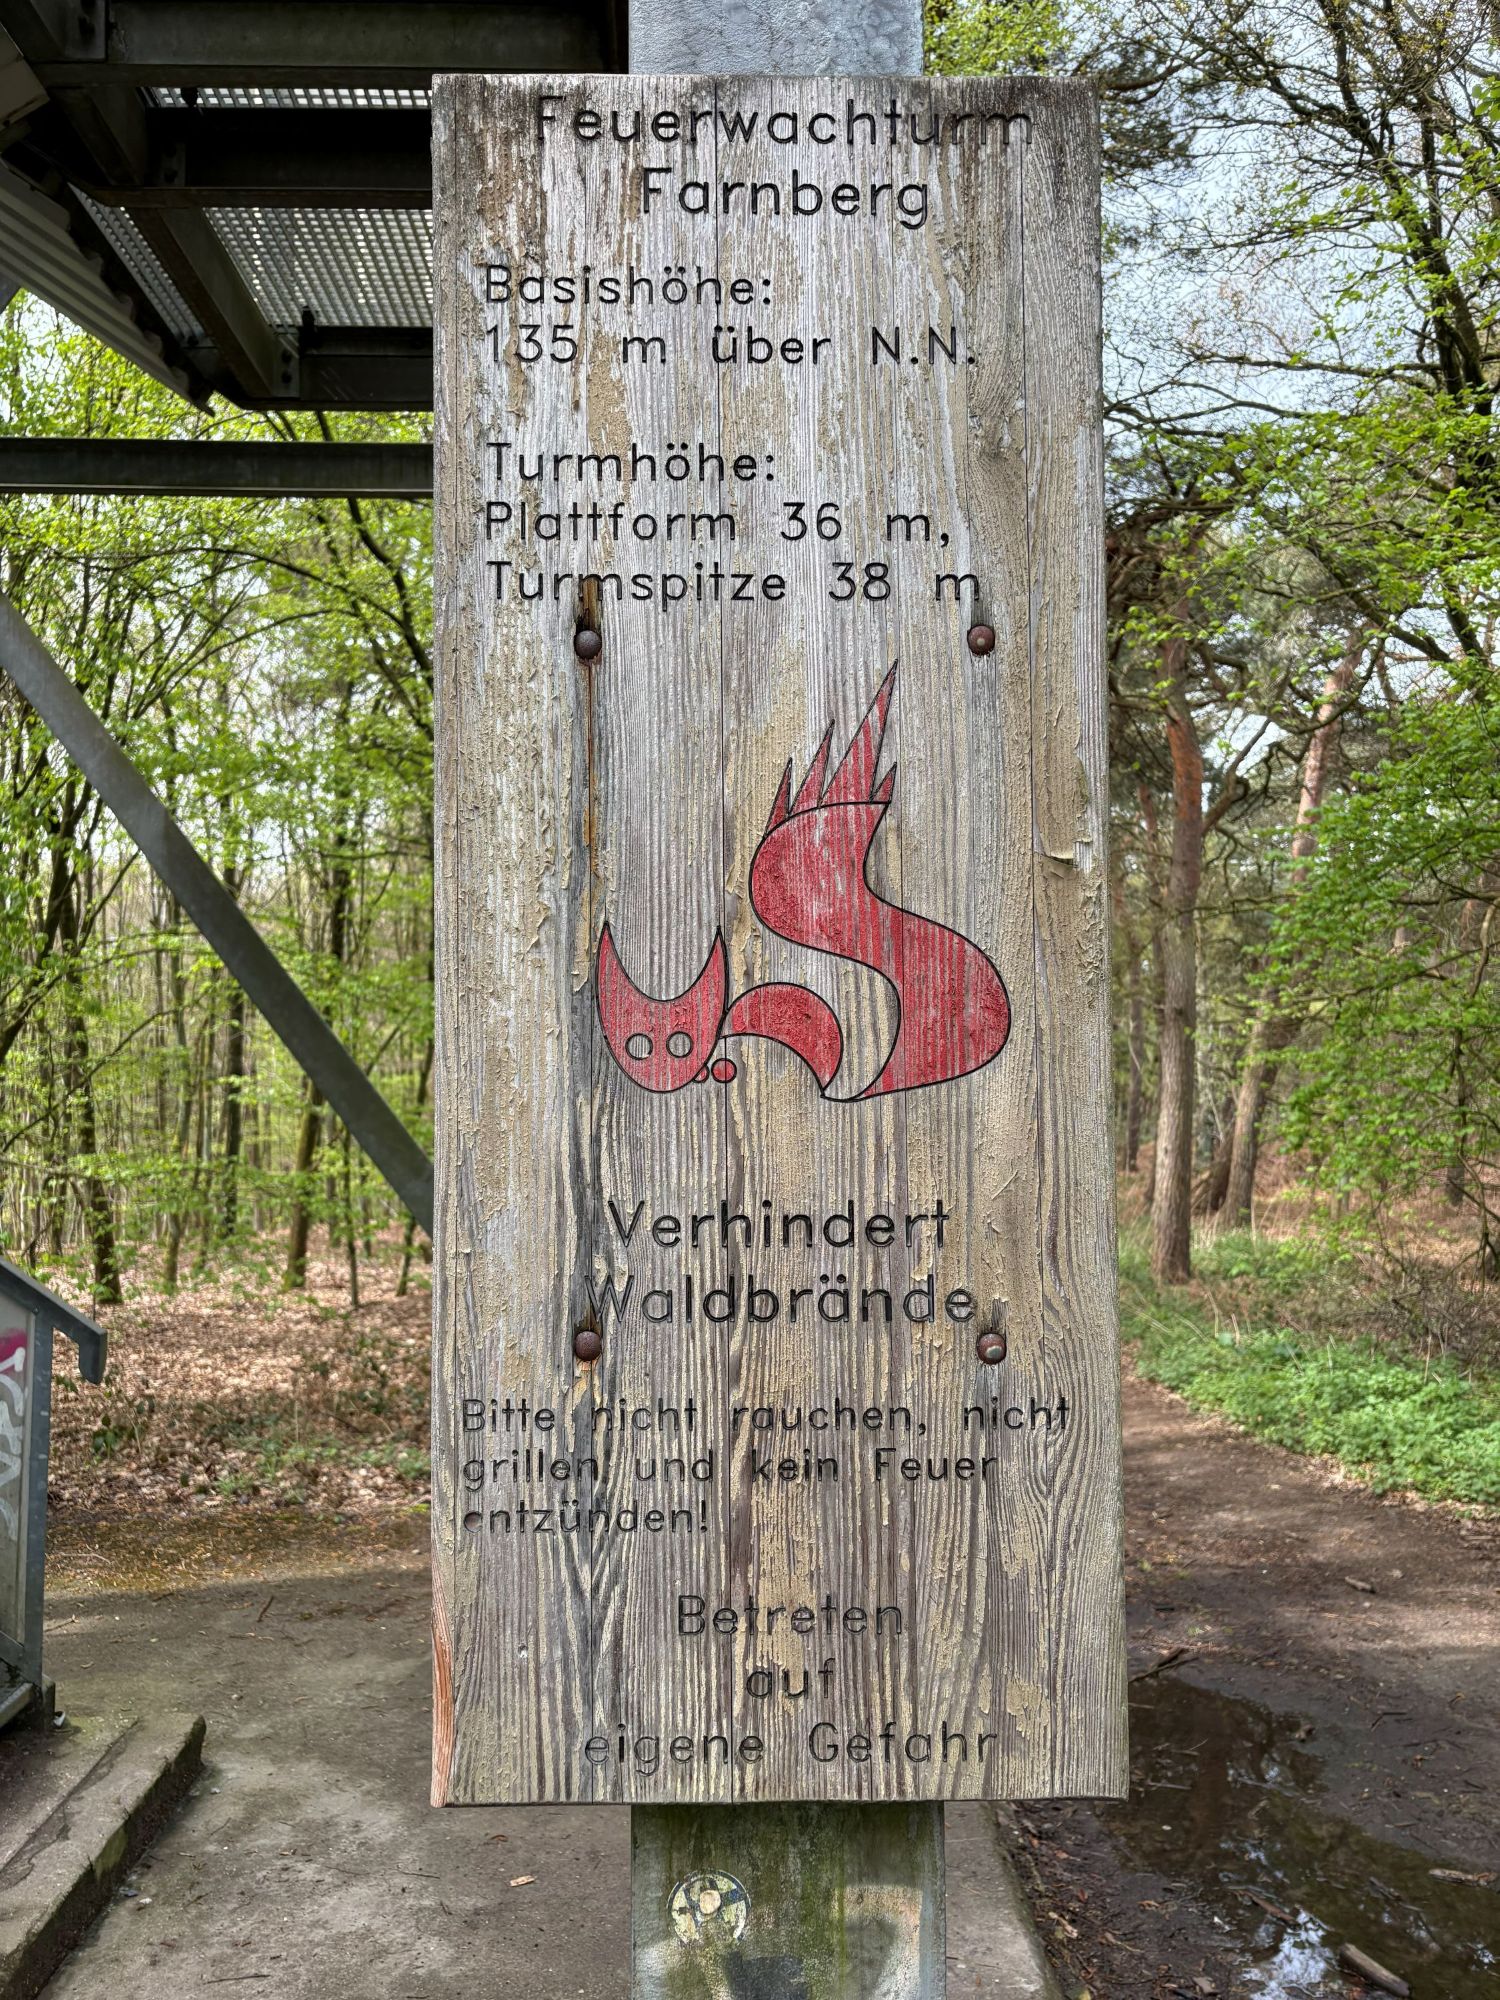 Feuerwachturm
Farnberg
Basishöhe:
135 m über N.N.
Turmhöhe:
Plattform 36 m,
Turmspitze 38 m
Verhindert
Waldbrände
Bitte nicht rauchen, nicht
grillen und kein Feuer
entzünden!
Betreten
auf
eigene Gefahr